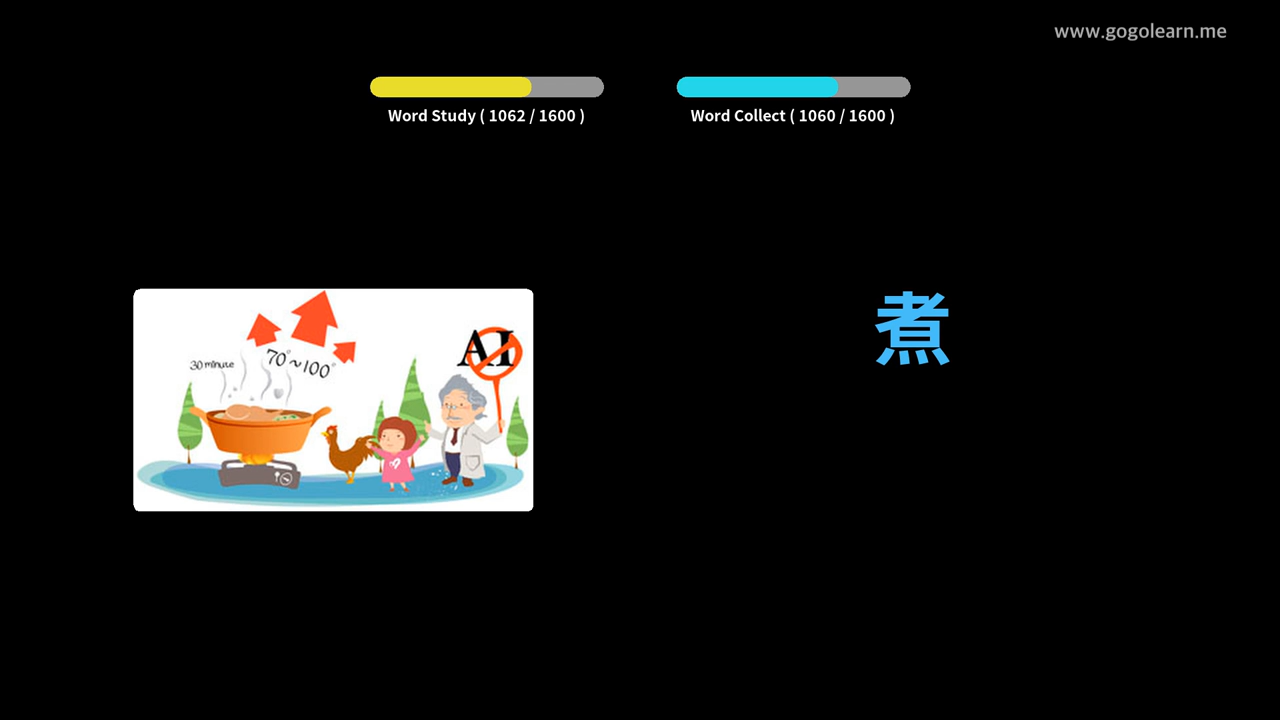 www.gogolearn.me
Word Study ( 1062 / 1600 )
Word Collect ( 1060 / 1600 )
30 minute
70°~100°
AI
煮